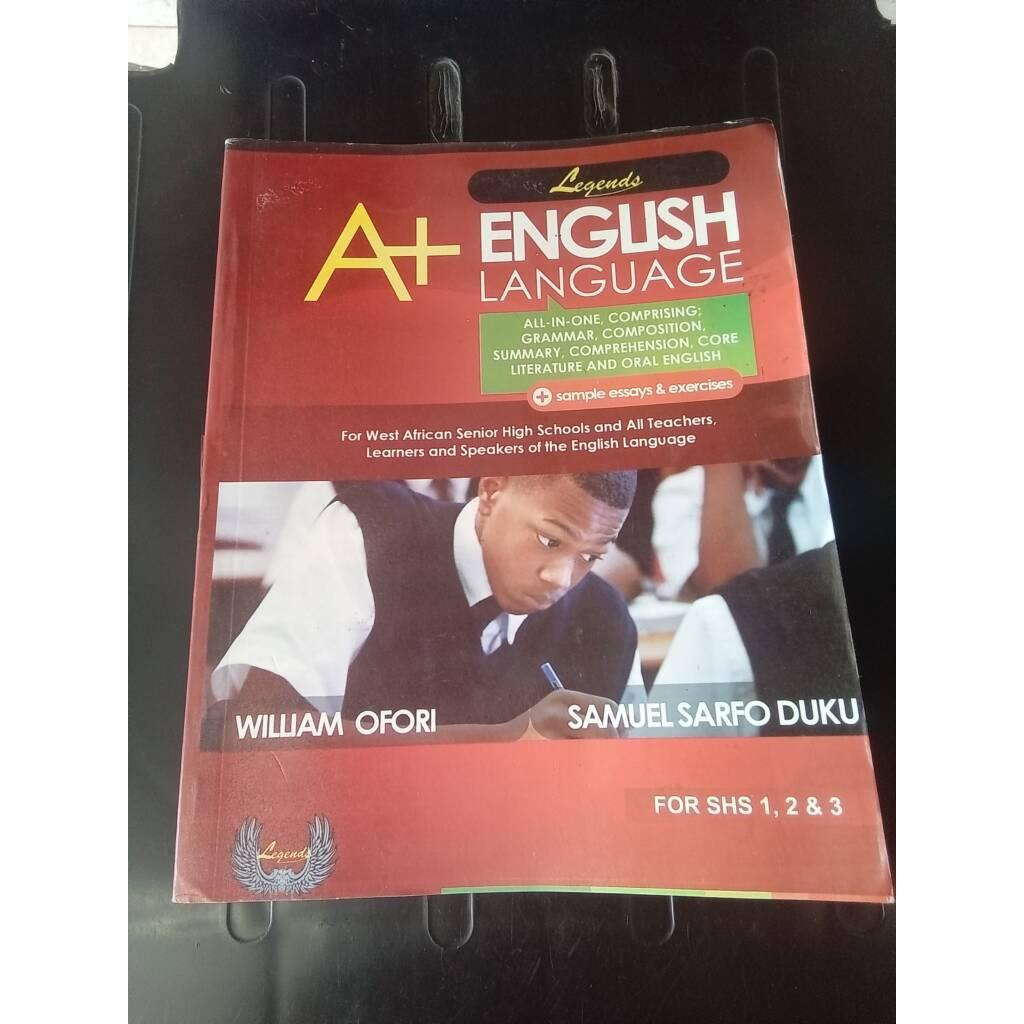 Legends
A+ ENGLISH
LANGUAGE
ALL-IN-ONE, COMPRISING;
GRAMMAR, COMPOSITION,
SUMMARY, COMPREHENSION, CORE
LITERATURE AND ORAL ENGLISH
+ sample essays & exercises
For West African Senior High Schools and All Teachers,
Learners and Speakers of the English Language
WILLIAM OFORI
SAMUEL SARFO DUKU
FOR SHS 1, 2 & 3
Legends